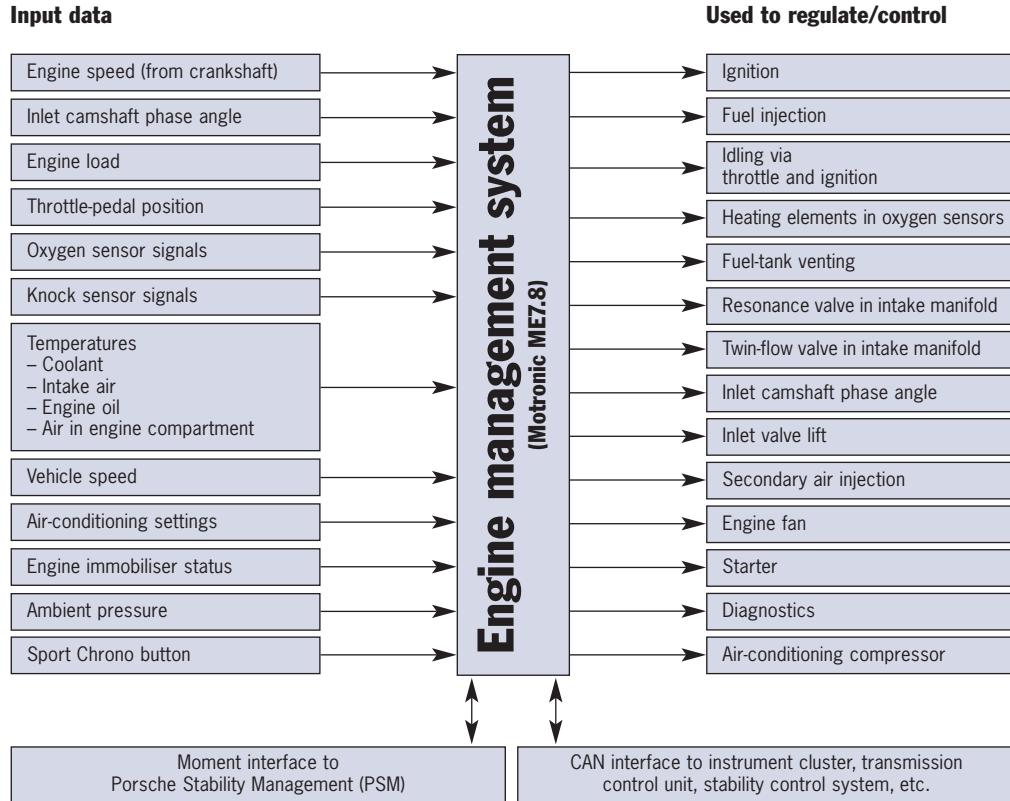 Input data
Engine speed (from crankshaft)
Inlet camshaft phase angle
Engine load
Throttle-pedal position
Oxygen sensor signals
Knock sensor signals
Temperatures
– Coolant
– Intake air
– Engine oil
– Air in engine compartment
Vehicle speed
Air-conditioning settings
Engine immobiliser status
Ambient pressure
Sport Chrono button
Engine management system
(Motronic ME7.8)
Used to regulate/control
Ignition
Fuel injection
Idling via
throttle and ignition
Heating elements in oxygen sensors
Fuel-tank venting
Resonance valve in intake manifold
Twin-flow valve in intake manifold
Inlet camshaft phase angle
Inlet valve lift
Secondary air injection
Engine fan
Starter
Diagnostics
Air-conditioning compressor
Moment interface to
Porsche Stability Management (PSM)
CAN interface to instrument cluster, transmission
control unit, stability control system, etc.